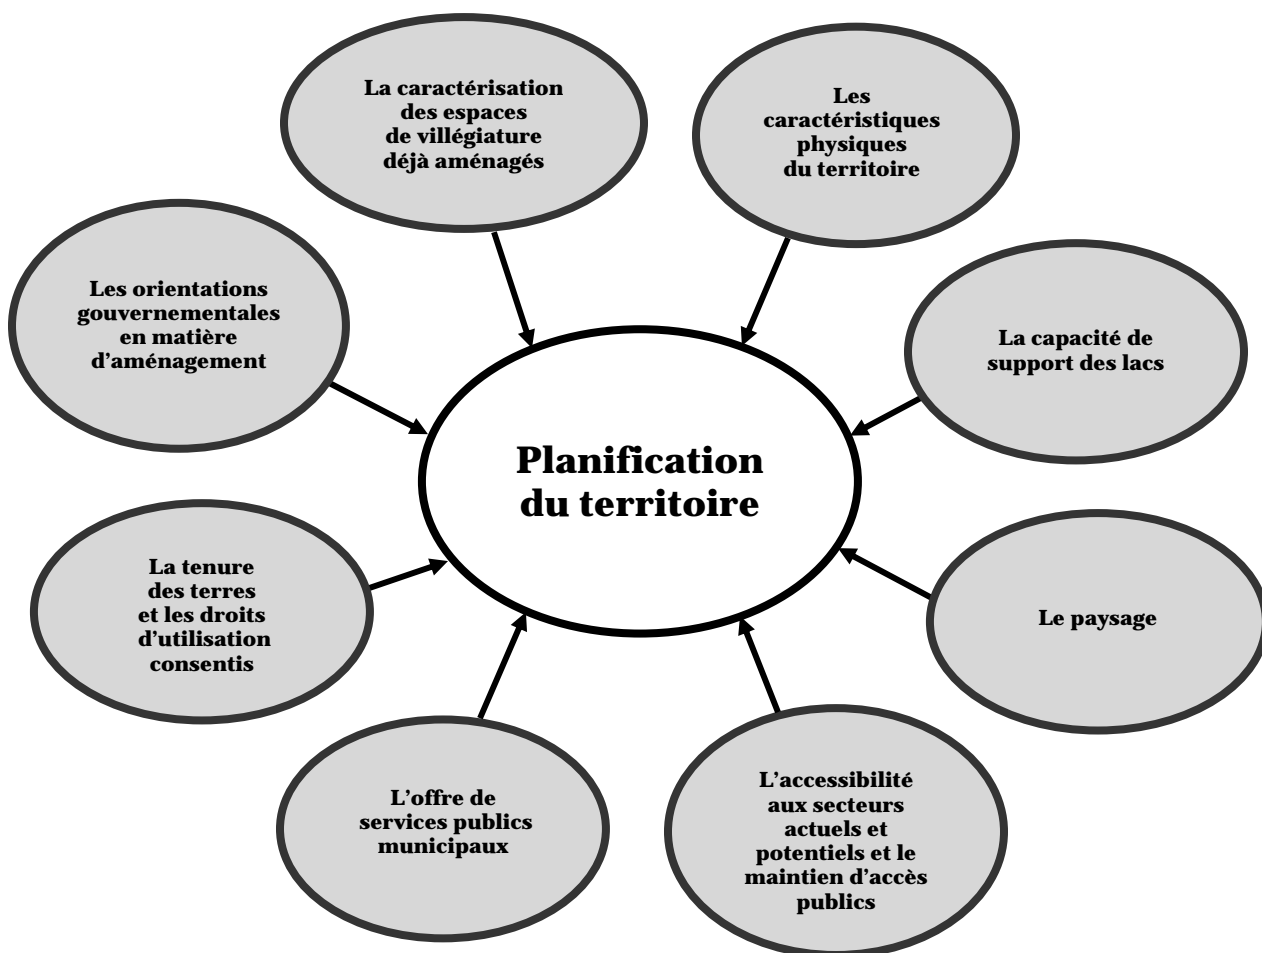 La caractérisation
des espaces
de villégiature
déjà aménagés
Les
caractéristiques
physiques
du territoire
Les orientations
gouvernementales
en matière
d'aménagement
La capacité de
support des lacs
Planification
du territoire
La tenure
des terres
et les droits
d'utilisation
consentis
Le paysage
L'offre de
services publics
municipaux
L'accessibilité
aux secteurs
actuels et
potentiels et le
maintien d'accès
publics